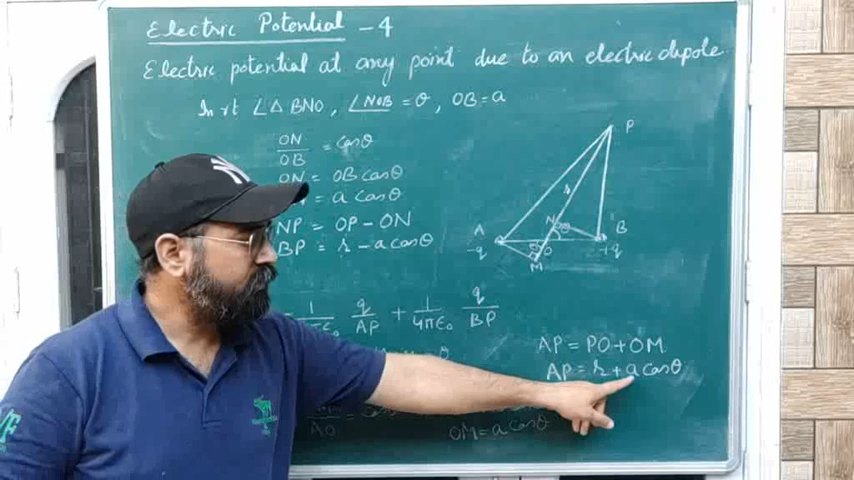 Electric Potential - 4
Electric potential at any point due to an electric dipole.
In rt ∠ △ BNO, ∠NOB = θ, OB = a
ON/OB = cosθ
ON = OB cosθ
= a cosθ
NP = OP - ON
BP = r - a cosθ
P
r
N
A
B
-q
+q
O
M
q/AP + 1/4πε₀ q/BP
AP = PO + OM
AP = r + a cosθ
AO
OM = a cosθ